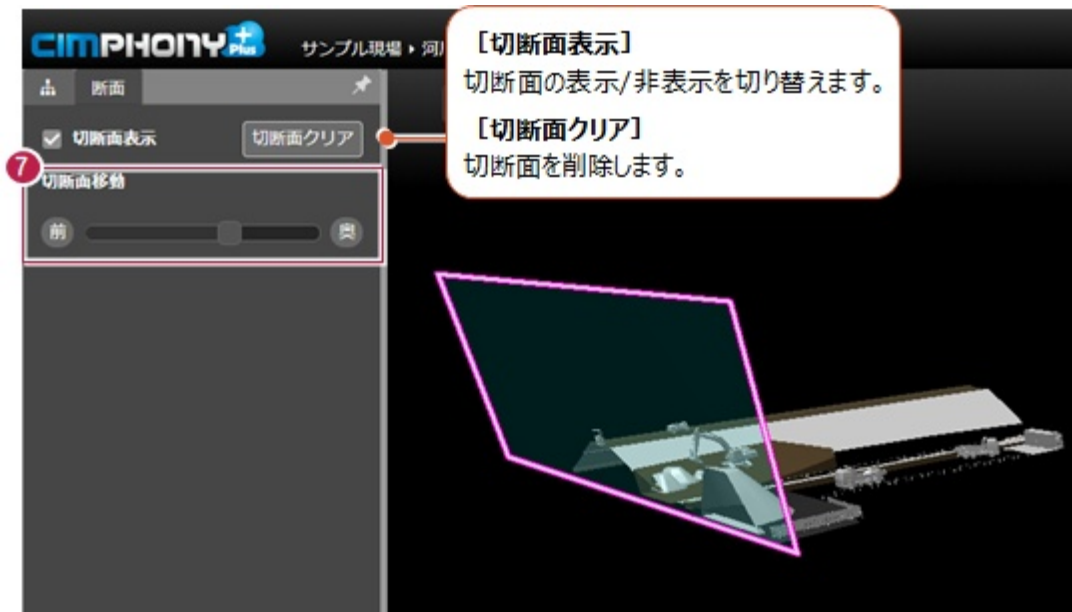 CIMPHONY Plus サンプル現場 ▸ 河
断面
切断面表示 切断面クリア
[切断面表示]
切断面の表示/非表示を切り替えます。
[切断面クリア]
切断面を削除します。
7
切断面移動
前 奥